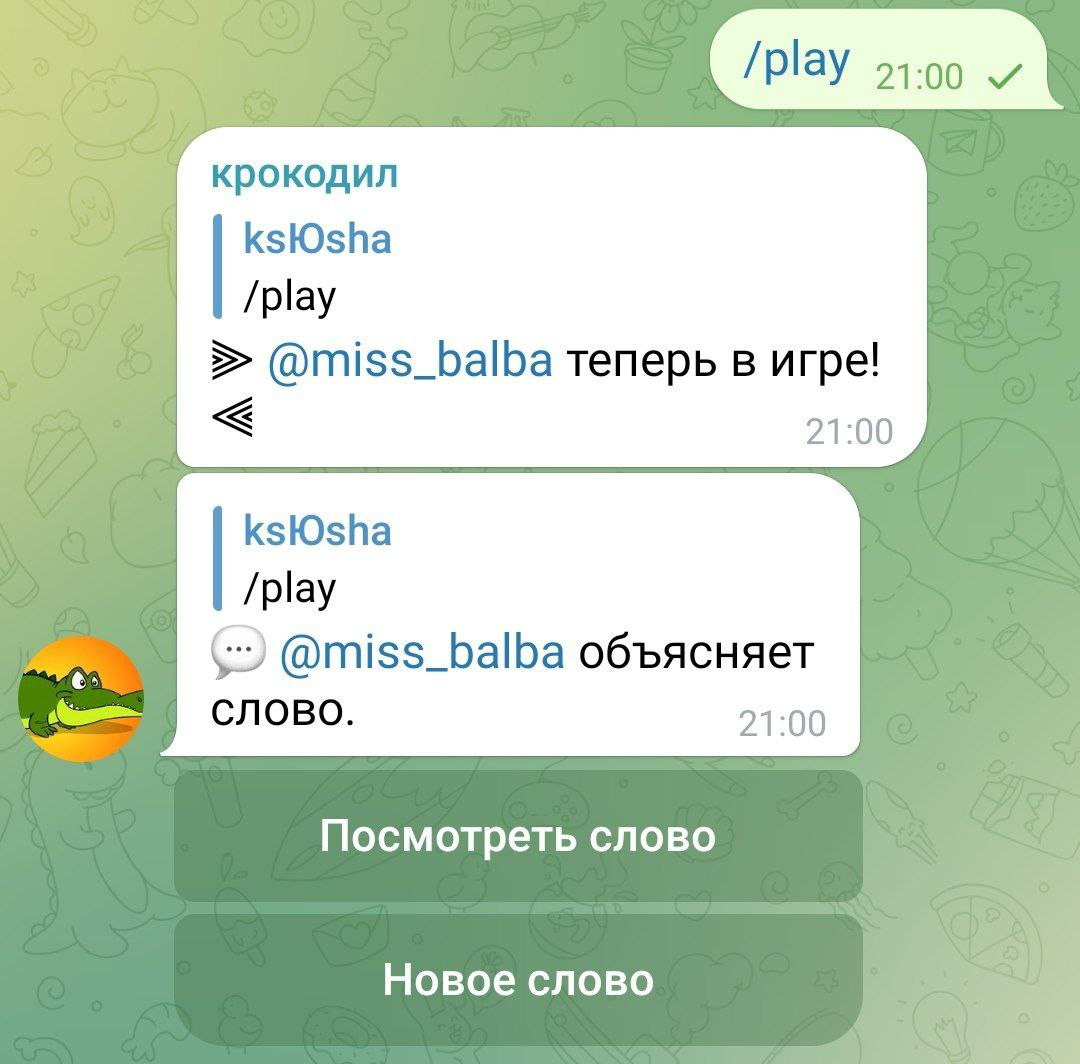 /play 21:00
крокодил
ksЮsha
/play
⫸ @miss_balba теперь в игре!
⫷ 21:00
ksЮsha
/play
💬 @miss_balba объясняет
слово. 21:00
Посмотреть слово
Новое слово